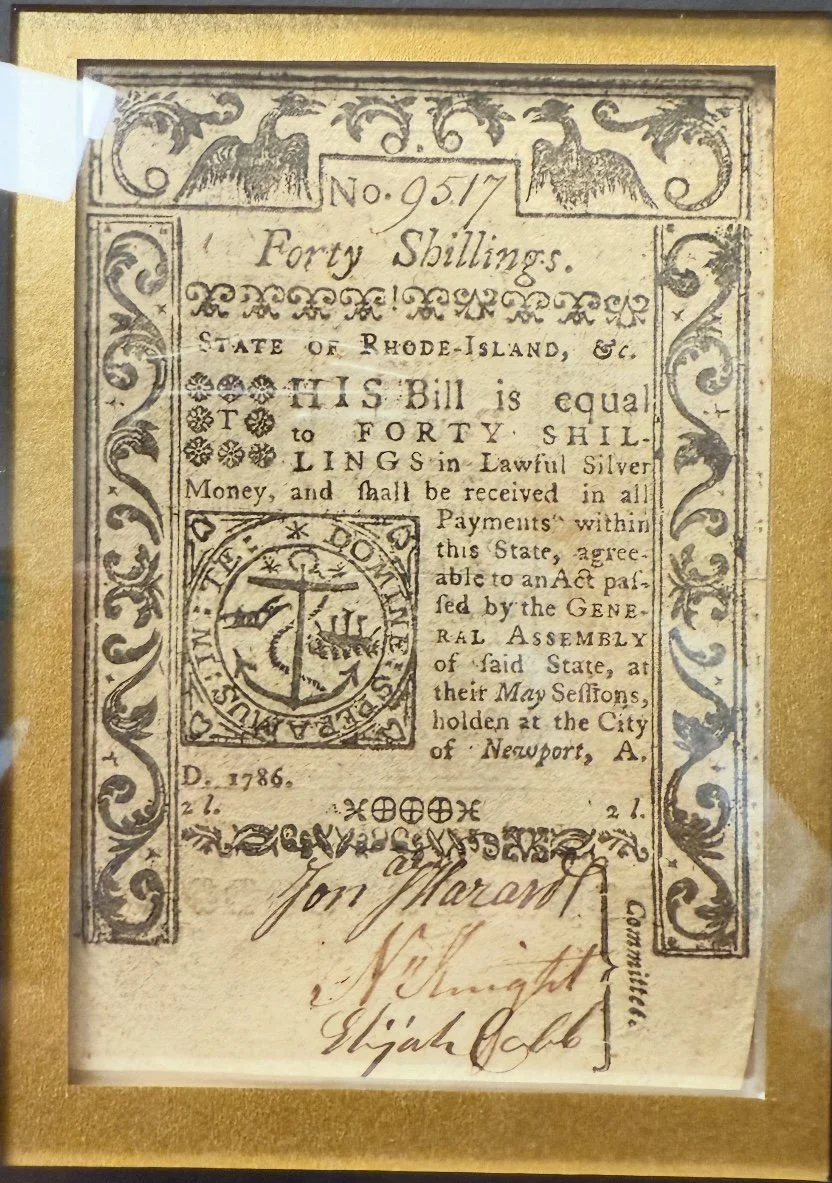 No. 9517
Forty Shillings.
STATE OF RHODE-ISLAND, &c.
THIS Bill is equal
to FORTY SHIL-
LINGS in Lawful Silver
Money, and ſhall be received in all
Payments within
this State, agree-
able to an Act paſ-
ſed by the GENE-
RAL ASSEMBLY
of ſaid State, at
their May Seſſions,
holden at the City
of Newport, A.
D. 1786.
IN: TE: * DOMINE: SPERAMUS:
2 l. 2 l.
Jon J Hazard
N Knight
Elijah Cobb
Committee.